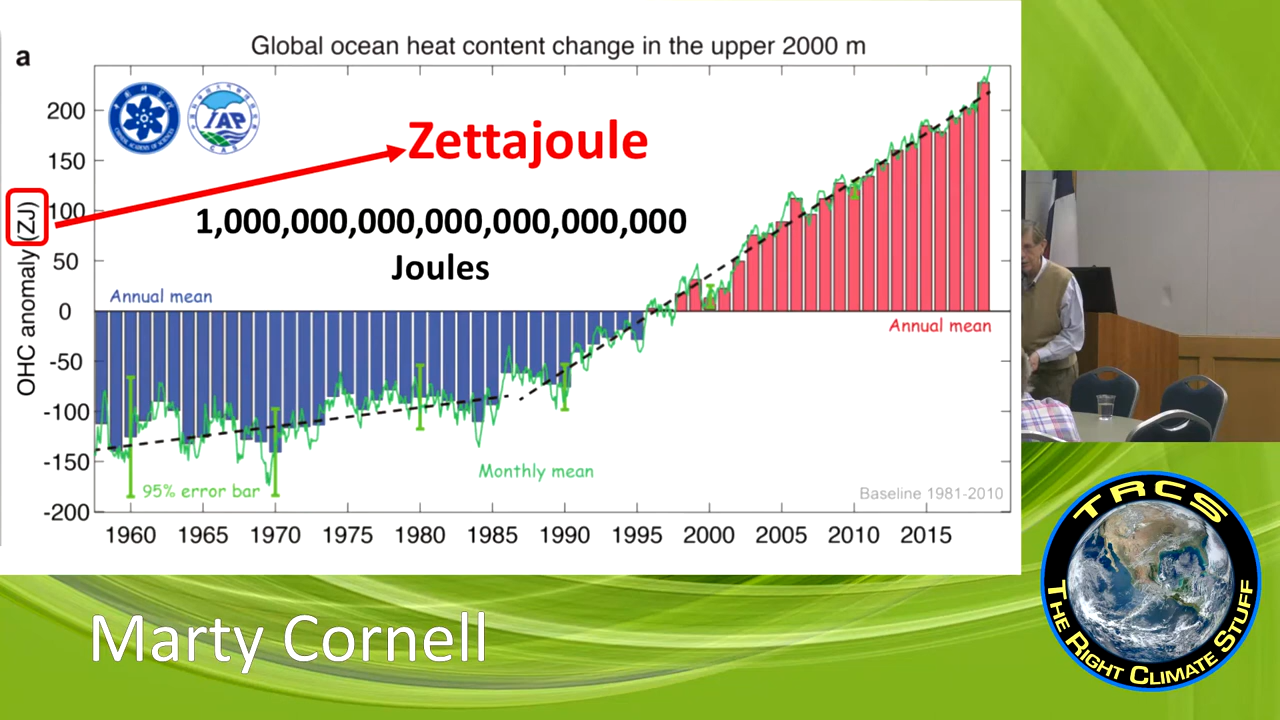 a
Global ocean heat content change in the upper 2000 m
IAP
CAS
Zettajoule
1,000,000,000,000,000,000,000
Joules
OHC anomaly (ZJ)
200
150
100
50
0
-50
-100
-150
-200
Annual mean
Annual mean
Monthly mean
95% error bar
Baseline 1981-2010
1960 1965 1970 1975 1980 1985 1990 1995 2000 2005 2010 2015
Marty Cornell
TRCS
THE RIGHT CLIMATE STUFF